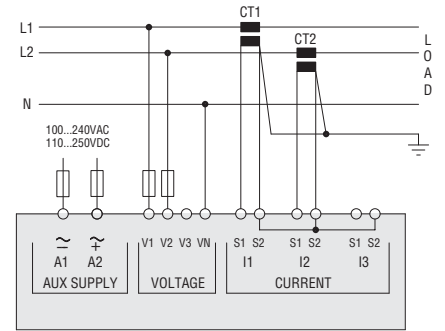 CT1
L1
L2
CT2
LOAD
N
100...240VAC
110...250VDC
V1 V2 V3 VN S1 S2 S1 S2 S1 S2
A1 A2 I1 I2 I3
AUX SUPPLY VOLTAGE CURRENT